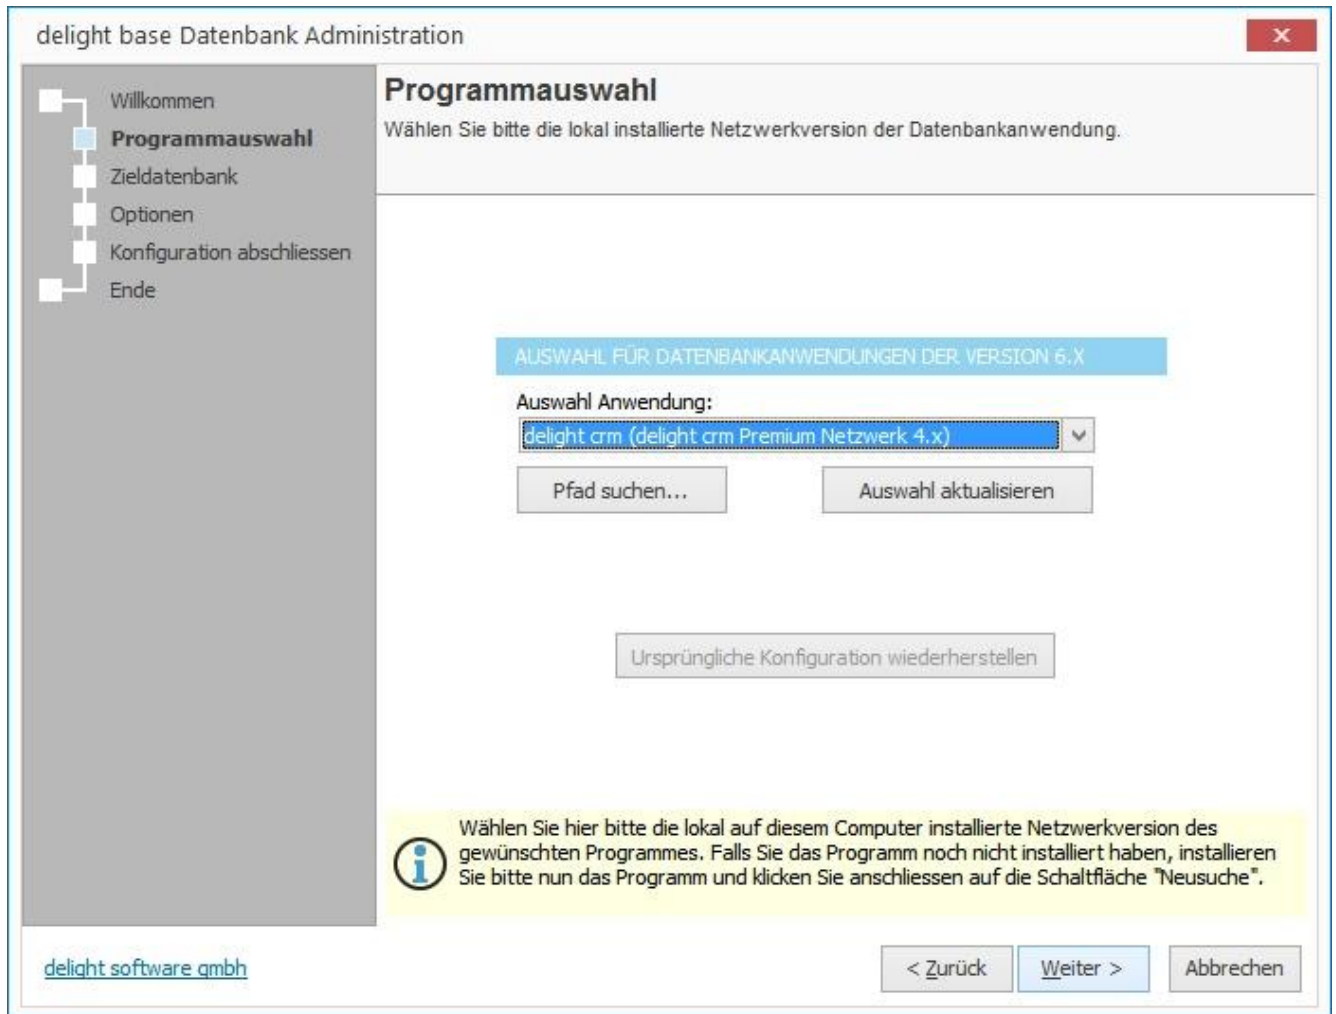 delight base Datenbank Administration
Willkommen
Programmauswahl
Zieldatenbank
Optionen
Konfiguration abschliessen
Ende
Programmauswahl
Wählen Sie bitte die lokal installierte Netzwerkversion der Datenbankanwendung.
AUSWAHL FÜR DATENBANKANWENDUNGEN DER VERSION 6.X
Auswahl Anwendung:
delight crm (delight crm Premium Netzwerk 4.x)
Pfad suchen...
Auswahl aktualisieren
Ursprüngliche Konfiguration wiederherstellen
Wählen Sie hier bitte die lokal auf diesem Computer installierte Netzwerkversion des
gewünschten Programmes. Falls Sie das Programm noch nicht installiert haben, installieren
Sie bitte nun das Programm und klicken Sie anschliessen auf die Schaltfläche "Neusuche".
delight software gmbh
< Zurück
Weiter >
Abbrechen